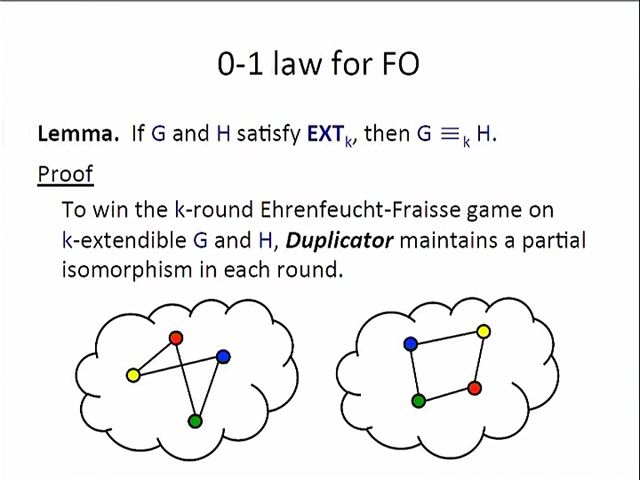 0-1 law for FO
Lemma. If G and H satisfy EXTₖ, then G ≡ₖ H.
Proof
To win the k-round Ehrenfeucht-Fraisse game on
k-extendible G and H, Duplicator maintains a partial
isomorphism in each round.